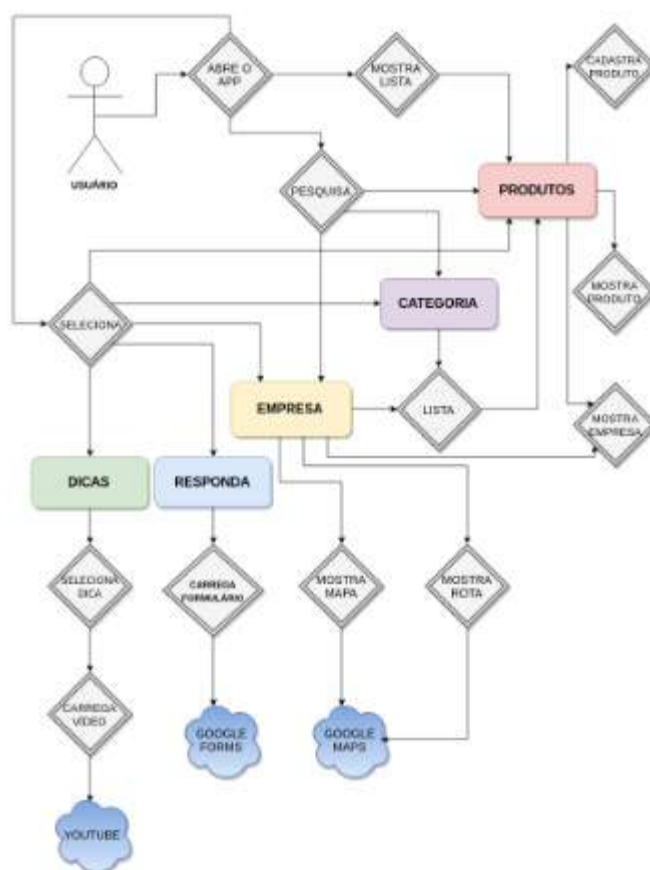 ABRE O
APP
MOSTRA
LISTA
CADASTRA
PRODUTO
USUÁRIO
PESQUISA
PRODUTOS
MOSTRA
PRODUTO
CATEGORIA
SELECIONA
EMPRESA
LISTA
MOSTRA
EMPRESA
DICAS
RESPONDA
SELECIONA
DICA
CARREGA
FORMULÁRIO
MOSTRA
MAPA
MOSTRA
ROTA
CARREGA
VÍDEO
GOOGLE
FORMS
GOOGLE
MAPS
YOUTUBE